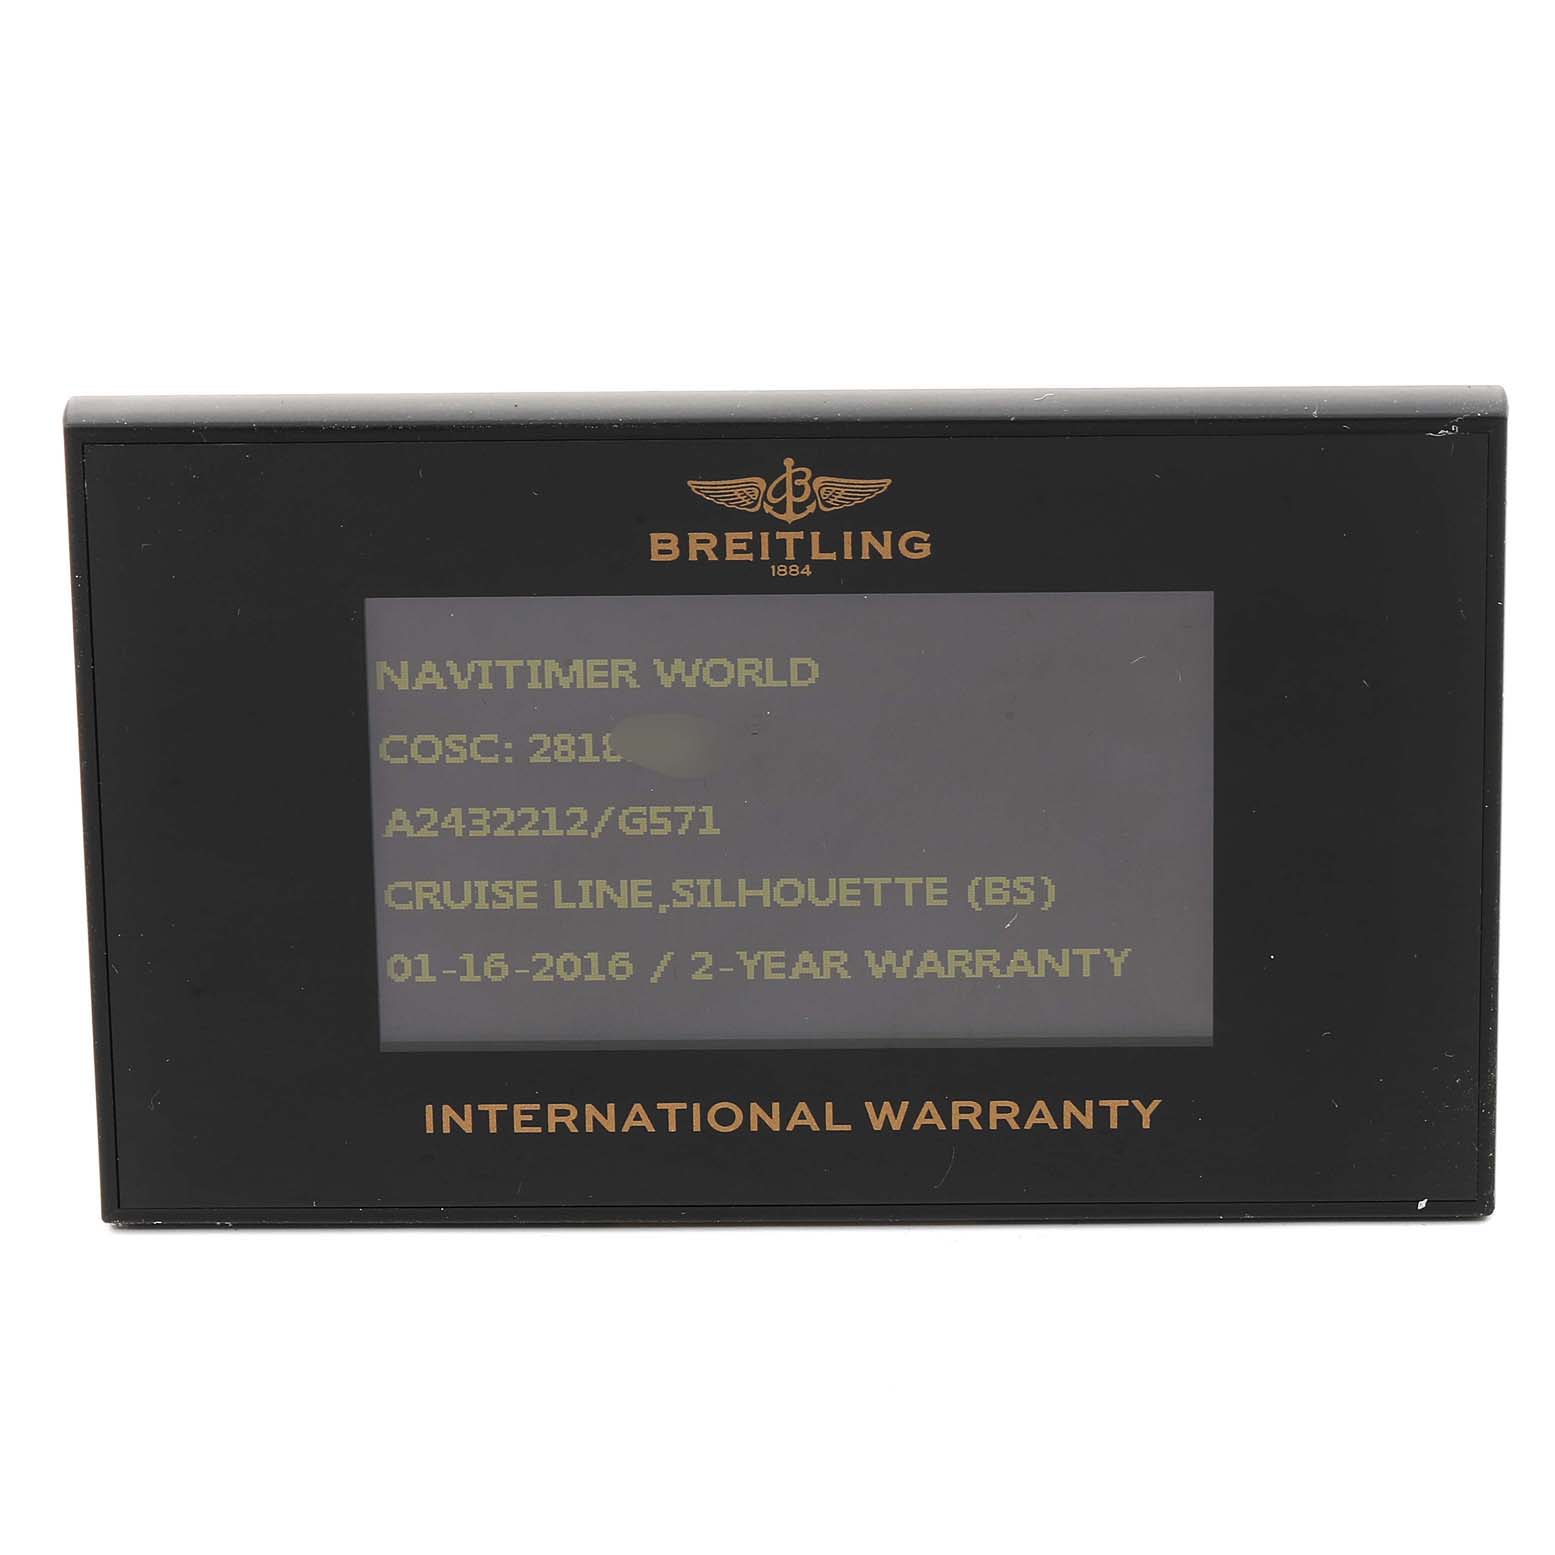 BREITLING
1884
NAVITIMER WORLD
COSC:
A2432212/G571
CRUISE LINE,SILHOUETTE (BS)
01-16-2016 / 2-YEAR WARRANTY
INTERNATIONAL WARRANTY